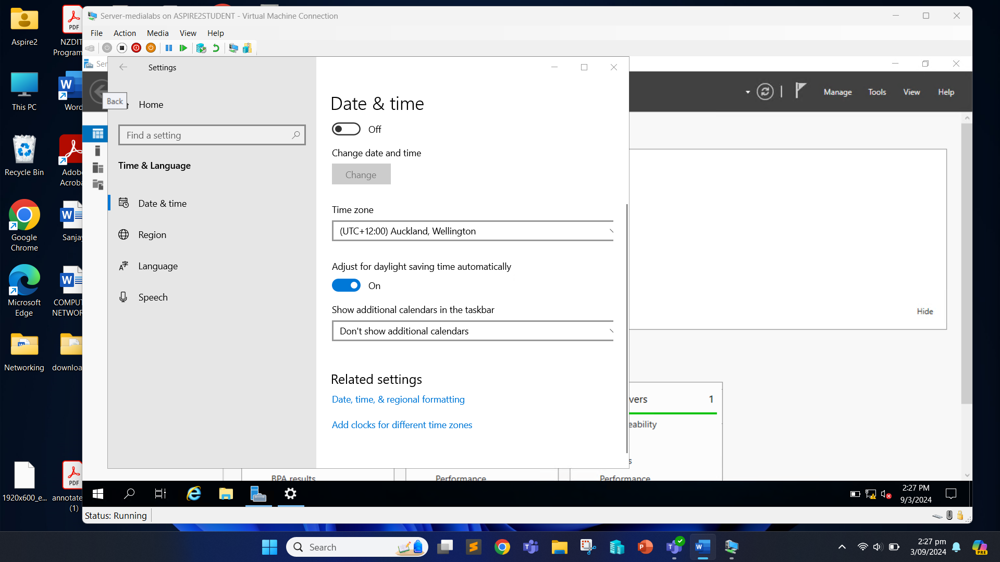 Server-medialabs on ASPIRE2STUDENT - Virtual Machine Connection
File Action Media View Help
Ser
Settings
Back
Home
Find a setting
Time & Language
Date & time
Region
Language
Speech
Date & time
Off
Change date and time
Change
Time zone
(UTC+12:00) Auckland, Wellington
Adjust for daylight saving time automatically
On
Show additional calendars in the taskbar
Don't show additional calendars
Related settings
Date, time, & regional formatting
Add clocks for different time zones
Manage Tools View Help
Hide
vers 1
eability
s
BPA results
Performance
Performance
2:27 PM
9/3/2024
Status: Running
Aspire2
PDF
NZDIT
Program
This PC
W
Word
Recycle Bin
Adob
Acroba
Google
Chrome
W
Sanjay
Microsoft
Edge
W
COMPUT
NETWOR
Networking
downloa
1920x600_e...
PDF
annotate
(1)
Search
2:27 pm
3/09/2024
PRE